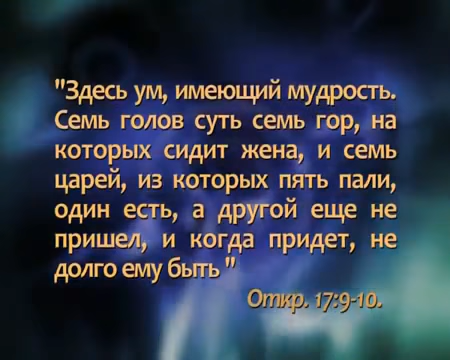 "Здесь ум, имеющий мудрость.
Семь голов суть семь гор, на
которых сидит жена, и семь
царей, из которых пять пали,
один есть, а другой еще не
пришел, и когда придет, не
долго ему быть "
Откр. 17:9-10.